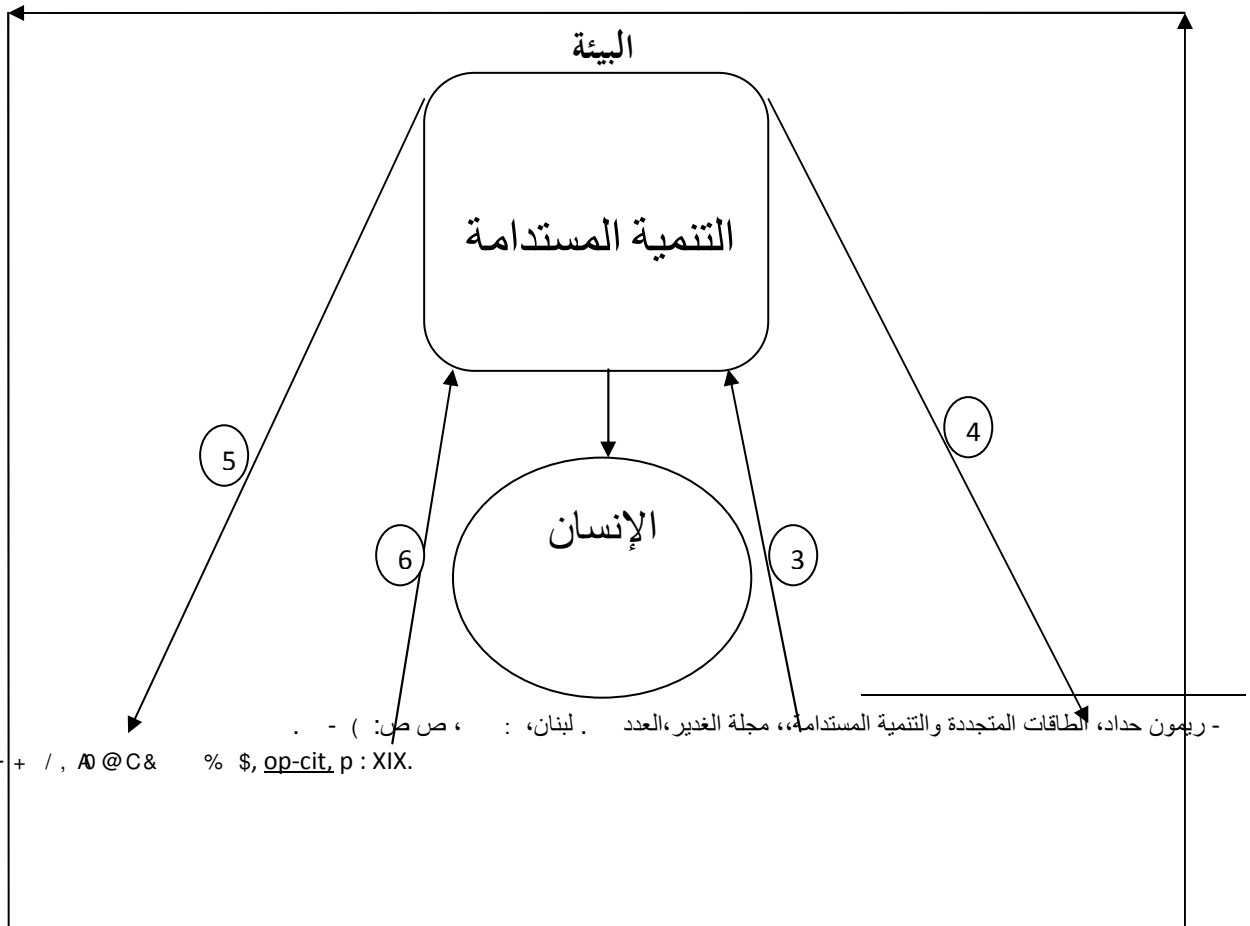 البيئة
التنمية المستدامة
4
5
الإنسان
6
3
- ريمون حداد، الطاقات المتجددة والتنمية المستدامة،، مجلة الغدير،العدد . لبنان، : ، ص ص: ) - .
op-cit, p : XIX.